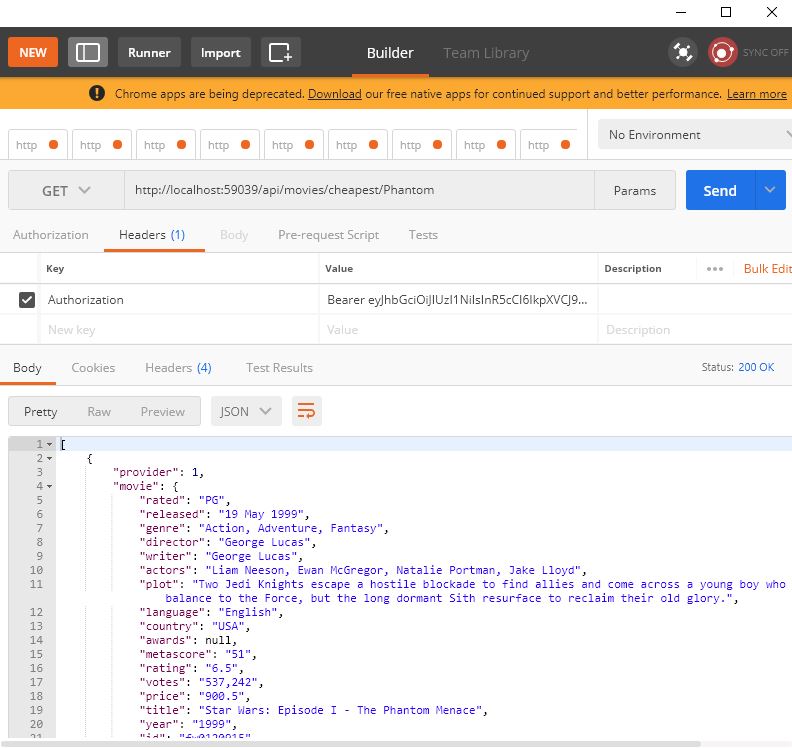 NEW Runner Import Builder Team Library SYNC OFF
! Chrome apps are being deprecated. Download our free native apps for continued support and better performance. Learn more
http http http http http http http http http No Environment
GET http://localhost:59039/api/movies/cheapest/Phantom Params Send
Authorization Headers (1) Body Pre-request Script Tests
Key Value Description ••• Bulk Edit
Authorization Bearer eyJhbGciOiJIUzI1NiIsInR5cCI6IkpXVCJ9...
New key Value Description
Body Cookies Headers (4) Test Results Status: 200 OK
Pretty Raw Preview JSON
1 [
2 {
3 "provider": 1,
4 "movie": {
5 "rated": "PG",
6 "released": "19 May 1999",
7 "genre": "Action, Adventure, Fantasy",
8 "director": "George Lucas",
9 "writer": "George Lucas",
10 "actors": "Liam Neeson, Ewan McGregor, Natalie Portman, Jake Lloyd",
11 "plot": "Two Jedi Knights escape a hostile blockade to find allies and come across a young boy who
balance to the Force, but the long dormant Sith resurface to reclaim their old glory.",
12 "language": "English",
13 "country": "USA",
14 "awards": null,
15 "metascore": "51",
16 "rating": "6.5",
17 "votes": "537,242",
18 "price": "900.5",
19 "title": "Star Wars: Episode I - The Phantom Menace",
20 "year": "1999",
21 "id": "fw0120915"